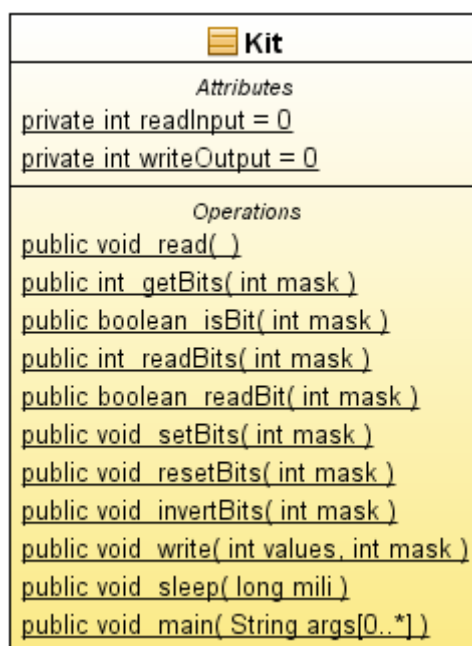 Kit
Attributes
private int readInput = 0
private int writeOutput = 0
Operations
public void read( )
public int getBits( int mask )
public boolean isBit( int mask )
public int readBits( int mask )
public boolean readBit( int mask )
public void setBits( int mask )
public void resetBits( int mask )
public void invertBits( int mask )
public void write( int values, int mask )
public void sleep( long mili )
public void main( String args[0..*] )